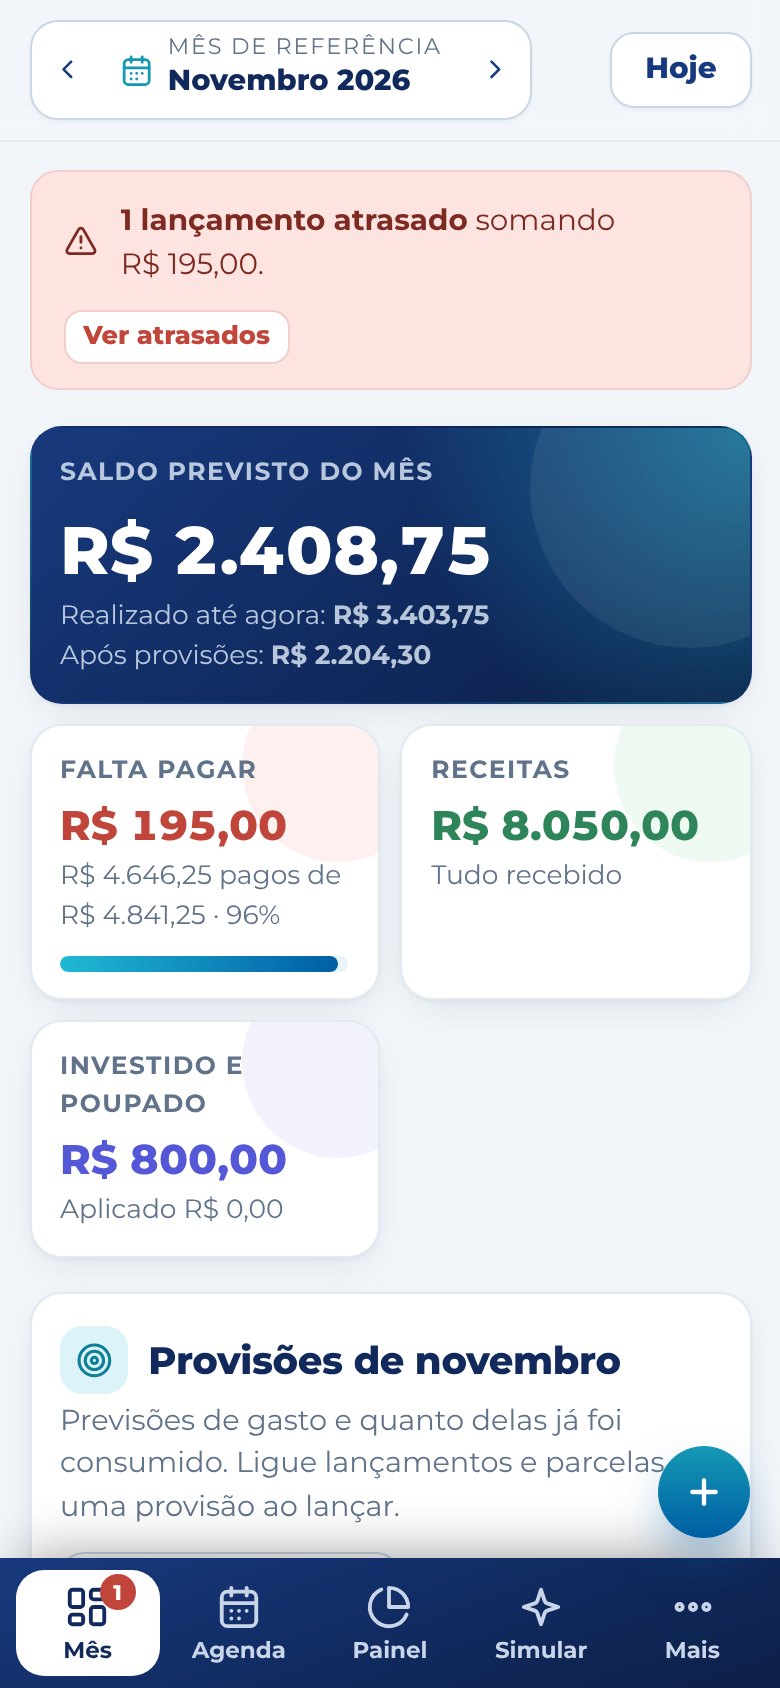 MÊS DE REFERÊNCIA
Novembro 2026
Hoje
1 lançamento atrasado somando
R$ 195,00.
Ver atrasados
SALDO PREVISTO DO MÊS
R$ 2.408,75
Realizado até agora: R$ 3.403,75
Após provisões: R$ 2.204,30
FALTA PAGAR
R$ 195,00
R$ 4.646,25 pagos de
R$ 4.841,25 · 96%
RECEITAS
R$ 8.050,00
Tudo recebido
INVESTIDO E
POUPADO
R$ 800,00
Aplicado R$ 0,00
Provisões de novembro
Previsões de gasto e quanto delas já foi
consumido. Ligue lançamentos e parcelas
uma provisão ao lançar.
1
Mês
Agenda
Painel
Simular
Mais